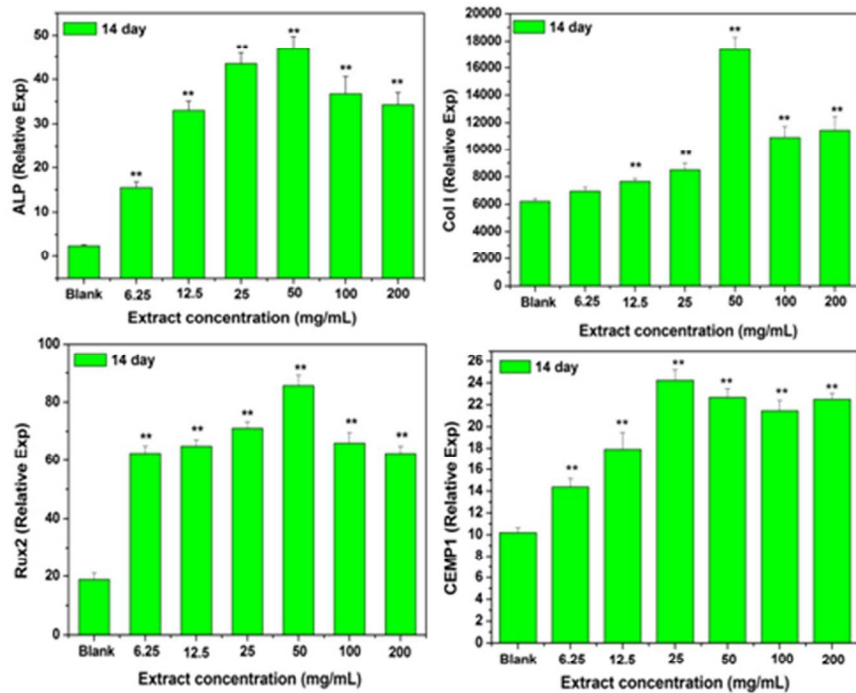 14 day
ALP (Relative Exp)
50
40
30
20
10
0
** ** ** ** ** **
Blank 6.25 12.5 25 50 100 200
Extract concentration (mg/mL)
14 day
Col I (Relative Exp)
20000
18000
16000
14000
12000
10000
8000
6000
4000
2000
0
** ** ** ** **
Blank 6.25 12.5 25 50 100 200
Extract concentration (mg/mL)
14 day
Rux2 (Relative Exp)
100
80
60
40
20
0
** ** ** ** ** **
Blank 6.25 12.5 25 50 100 200
Extract concentration (mg/mL)
14 day
CEMP1 (Relative Exp)
26
24
22
20
18
16
14
12
10
8
6
4
2
0
** ** ** ** ** **
Blank 6.25 12.5 25 50 100 200
Extract concentration (mg/mL)